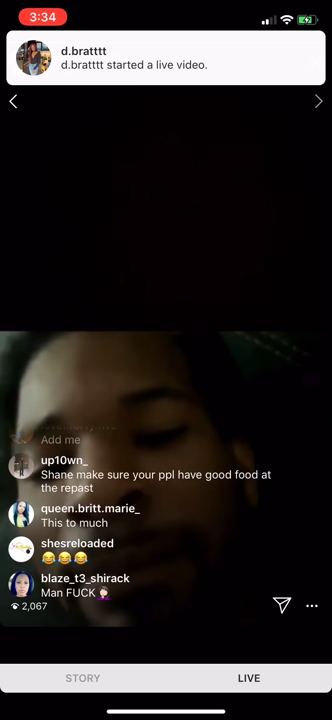 3:34
d.bratttt
d.bratttt started a live video.
Add me
up10wn_
Shane make sure your ppl have good food at
the repast
queen.britt.marie_
This to much
shesreloaded
😂😂😂
blaze_t3_shirack
Man FUCK🤦🏻‍♀️
2,067
STORY
LIVE